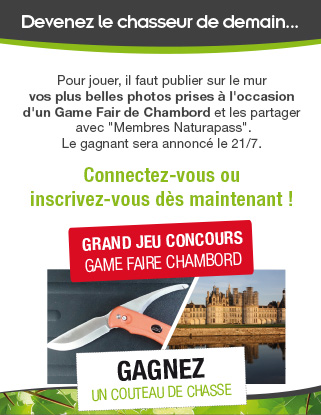 Devenez le chasseur de demain...
Pour jouer, il faut publier sur le mur
vos plus belles photos prises à l'occasion
d'un Game Fair de Chambord et les partager
avec "Membres Naturapass".
Le gagnant sera annoncé le 21/7.
Connectez-vous ou
inscrivez-vous dès maintenant !
GRAND JEU CONCOURS
GAME FAIRE CHAMBORD
GAGNEZ
UN COUTEAU DE CHASSE